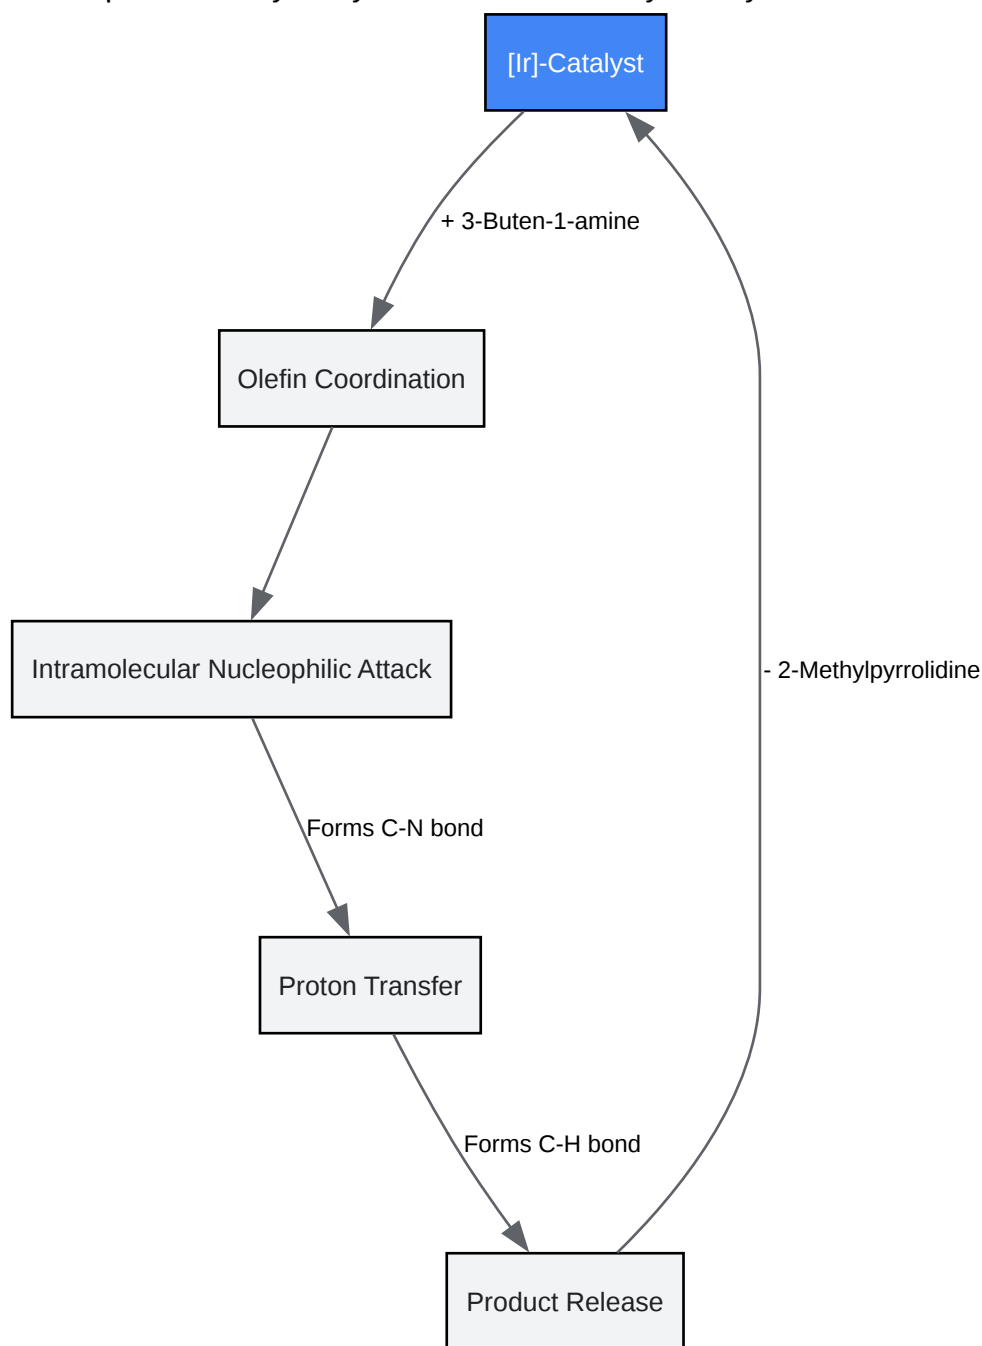 [Ir]-Catalyst
+ 3-Buten-1-amine
Olefin Coordination
Intramolecular Nucleophilic Attack
- 2-Methylpyrrolidine
Forms C-N bond
Proton Transfer
Forms C-H bond
Product Release